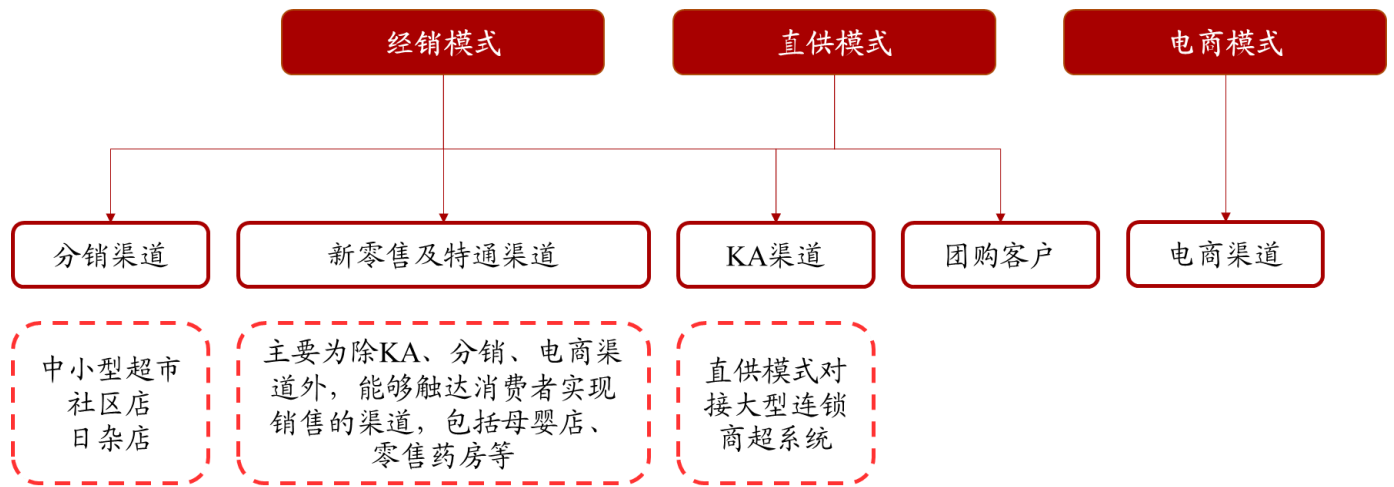 经销模式
直供模式
电商模式
分销渠道
新零售及特通渠道
KA渠道
团购客户
电商渠道
中小型超市
社区店
日杂店
主要为除KA、分销、电商渠
道外，能够触达消费者实现
销售的渠道，包括母婴店、
零售药房等
直供模式对
接大型连锁
商超系统